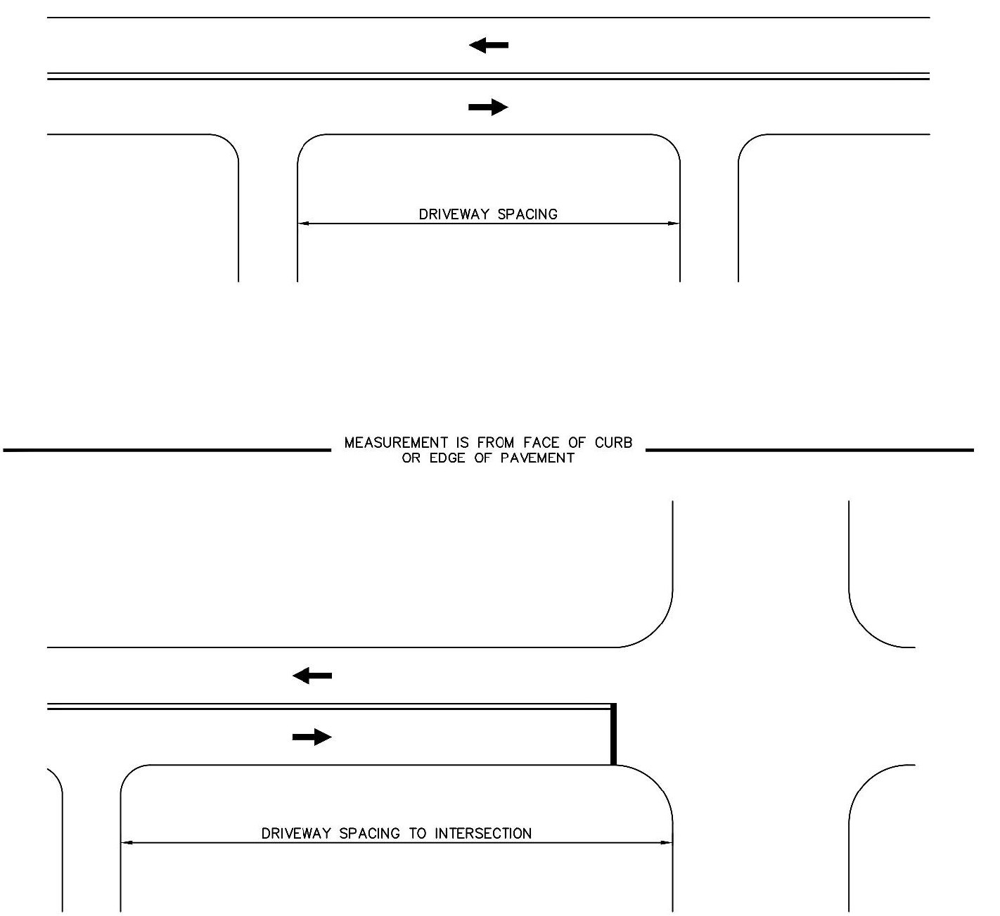 DRIVEWAY SPACING
MEASUREMENT IS FROM FACE OF CURB
OR EDGE OF PAVEMENT
DRIVEWAY SPACING TO INTERSECTION